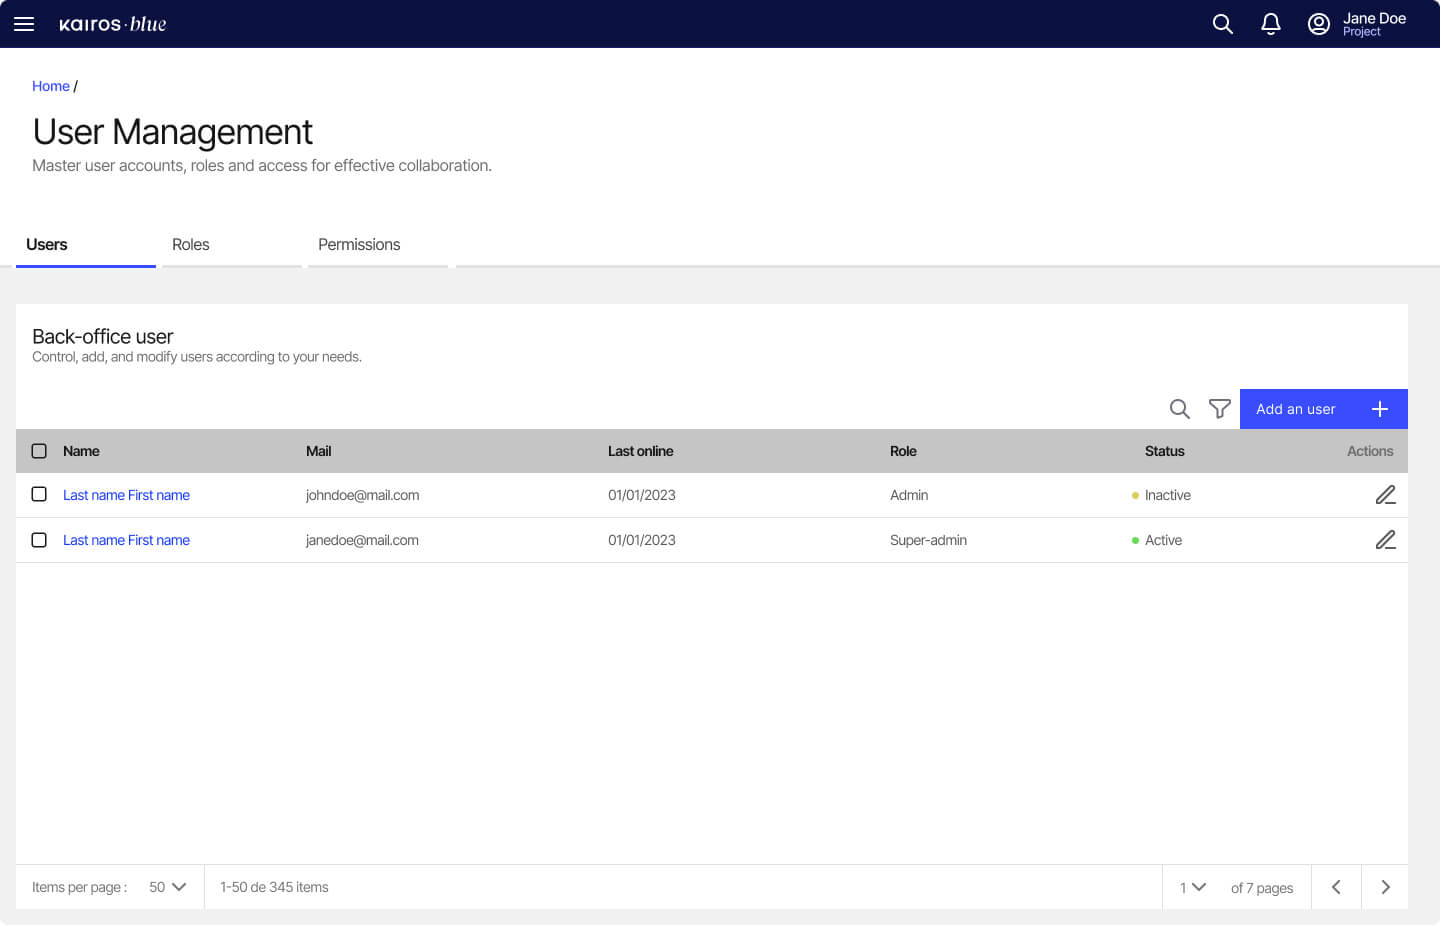 kairos·blue
Jane Doe
Project
Home /
User Management
Master user accounts, roles and access for effective collaboration.
Users Roles Permissions
Back-office user
Control, add, and modify users according to your needs.
Add an user
Name Mail Last online Role Status Actions
Last name First name johndoe@mail.com 01/01/2023 Admin Inactive
Last name First name janedoe@mail.com 01/01/2023 Super-admin Active
Items per page : 50 1-50 de 345 items 1 of 7 pages